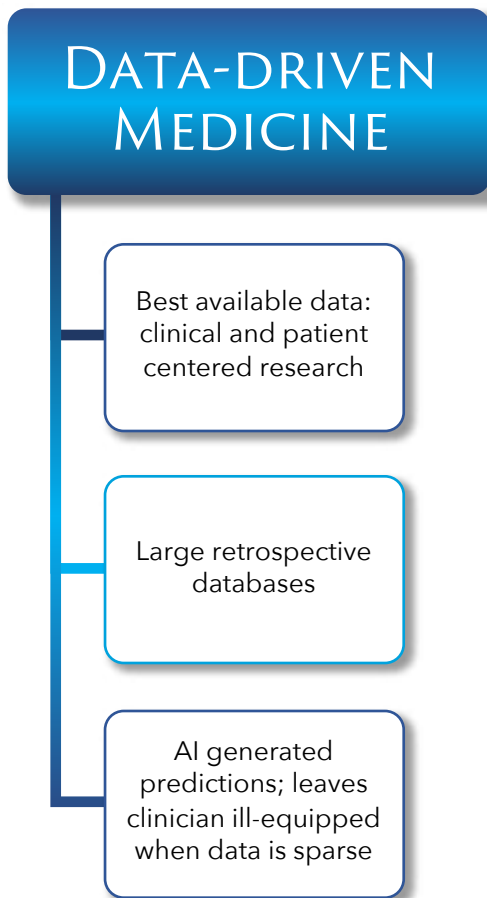 DATA-DRIVEN
MEDICINE
Best available data:
clinical and patient
centered research
Large retrospective
databases
AI generated
predictions; leaves
clinician ill-equipped
when data is sparse